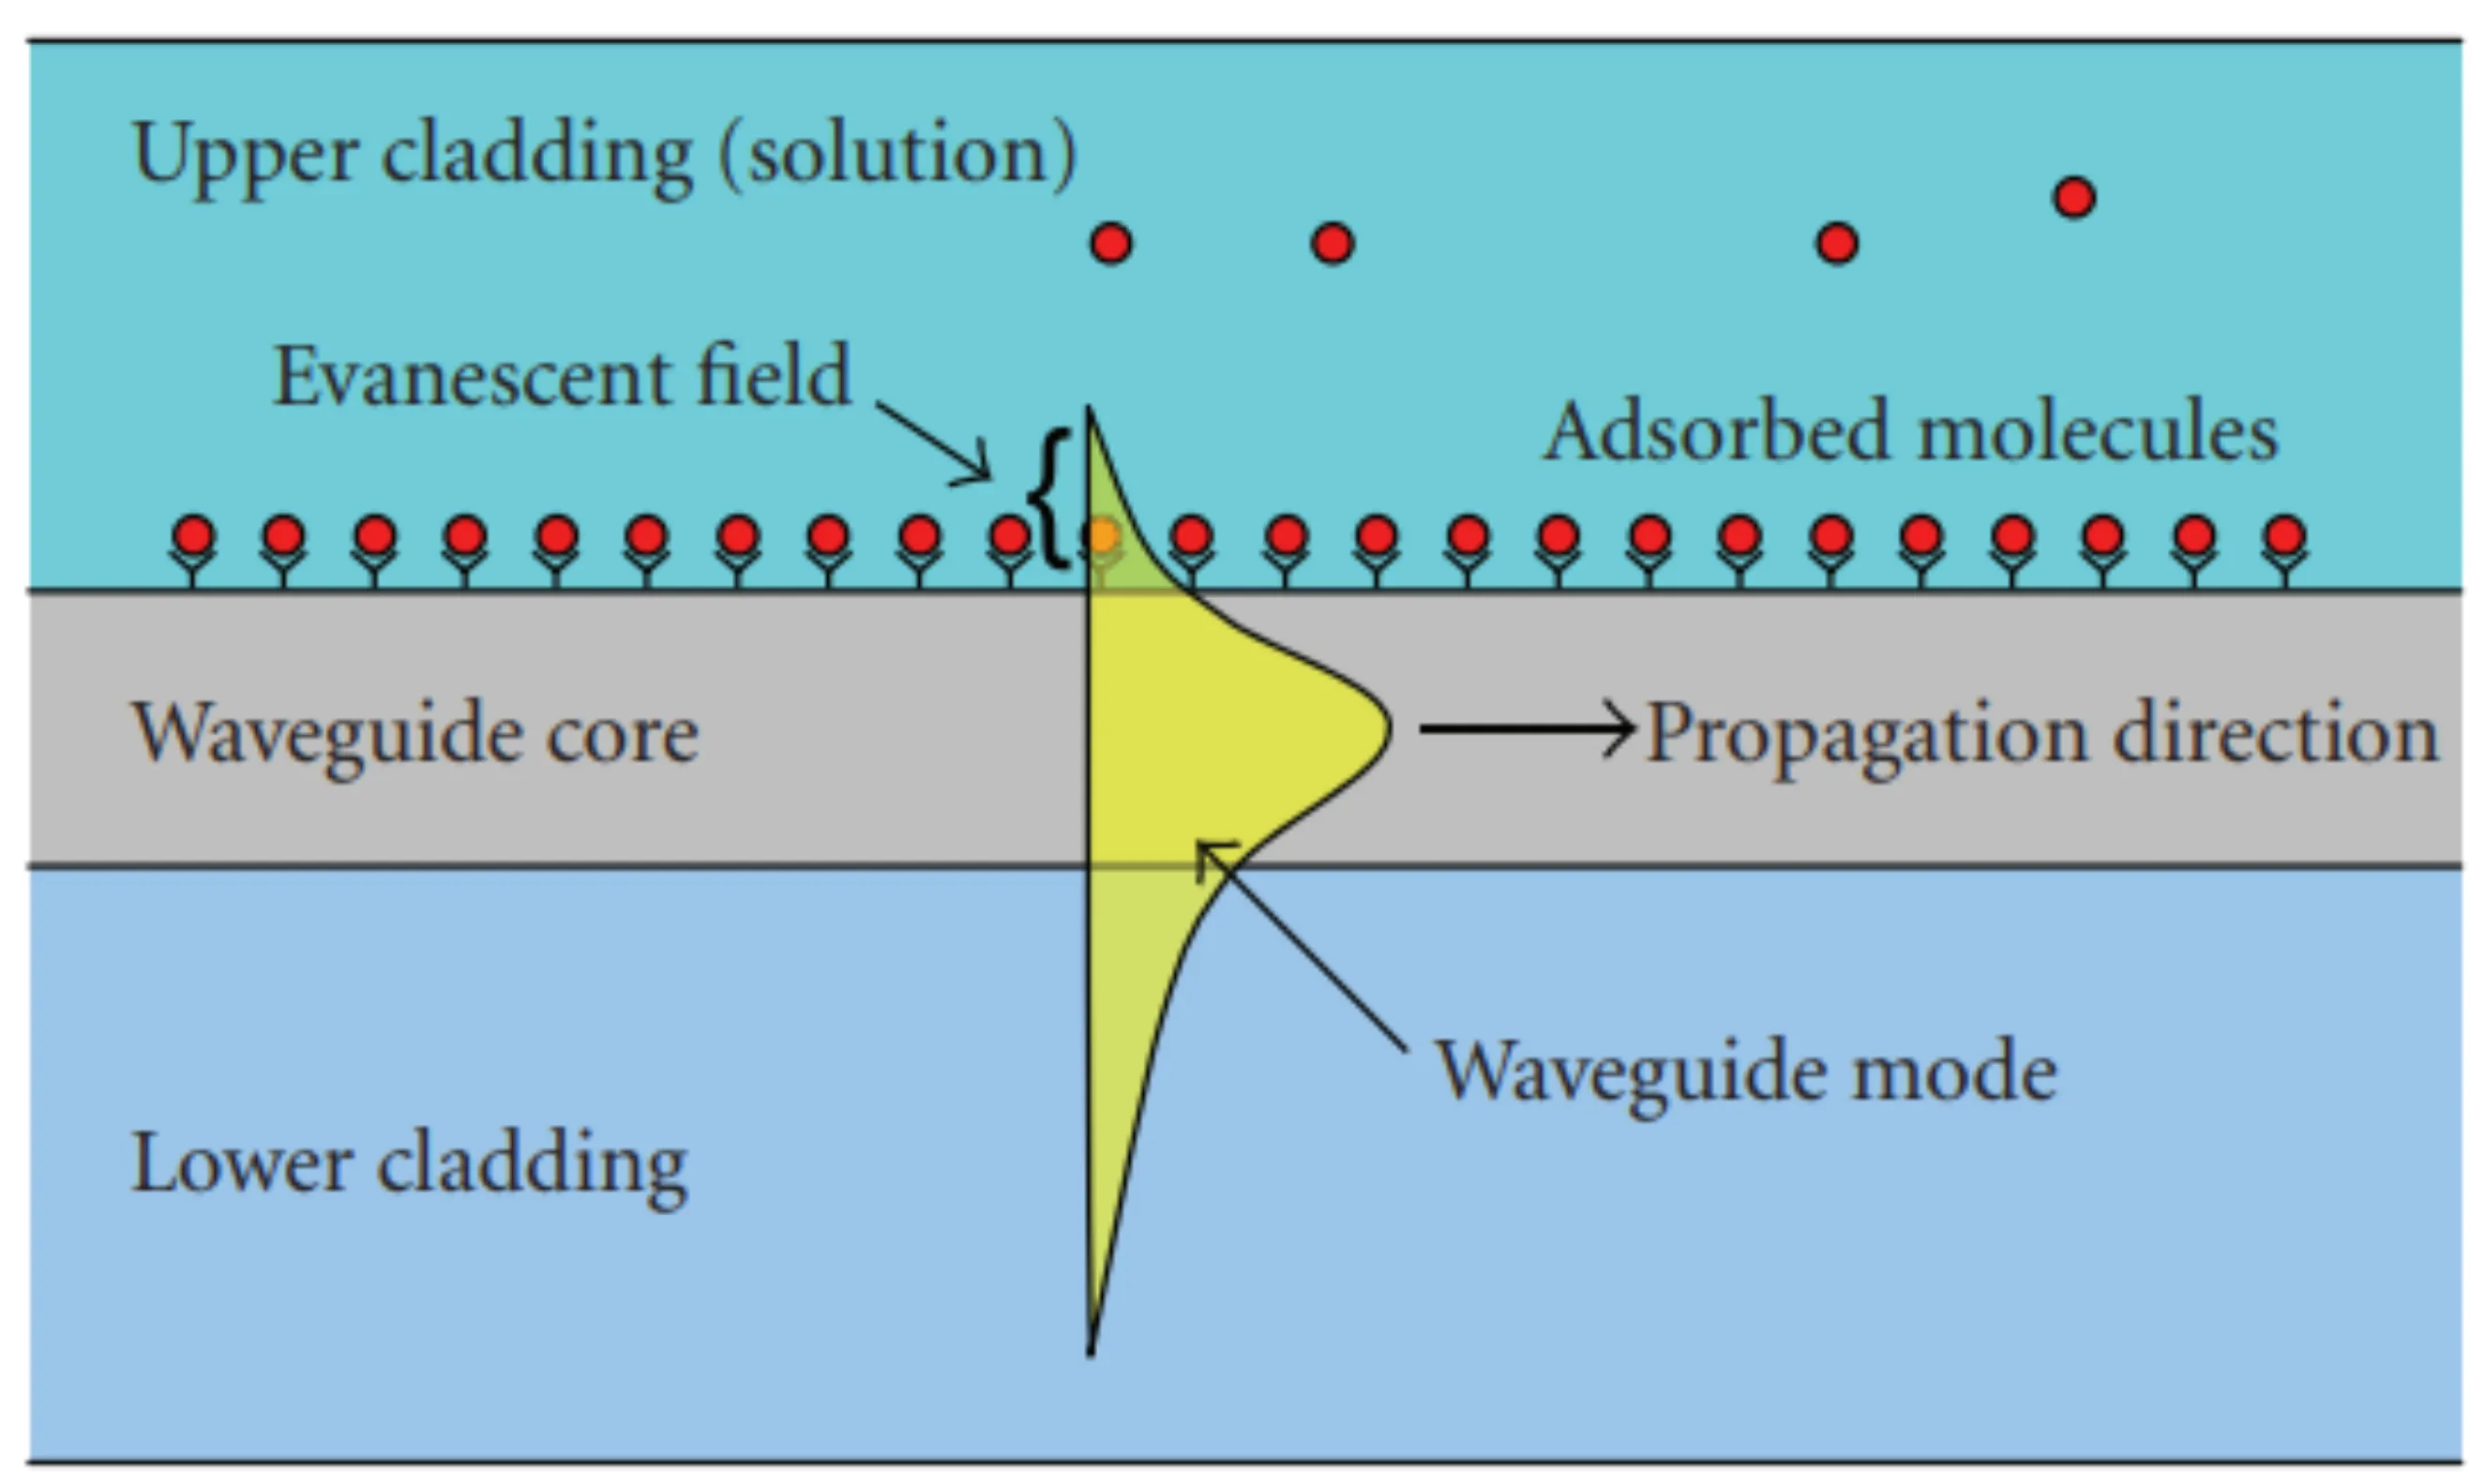 Upper cladding (solution)
Evanescent field
Adsorbed molecules
Waveguide core
Propagation direction
Waveguide mode
Lower cladding